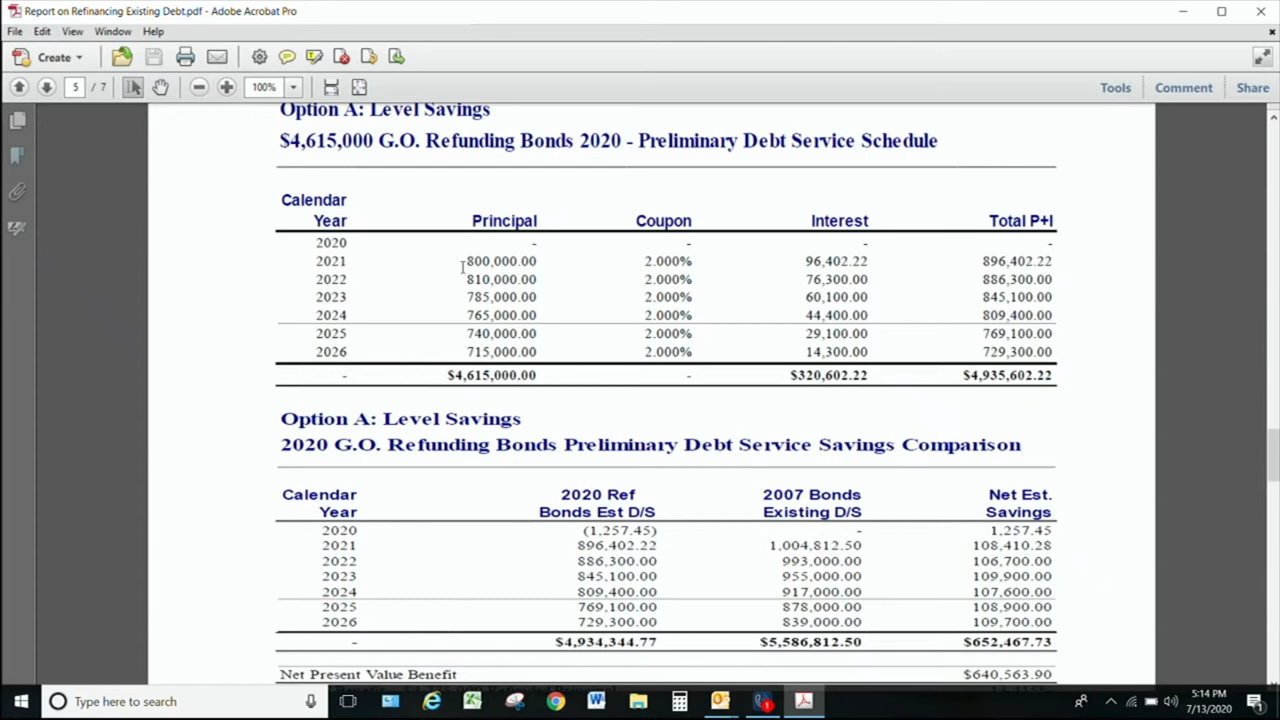 Report on Refinancing Existing Debt.pdf - Adobe Acrobat Pro
File Edit View Window Help
Create
5 / 7 100% Tools Comment Share
Option A: Level Savings
$4,615,000 G.O. Refunding Bonds 2020 - Preliminary Debt Service Schedule
Calendar
Year Principal Coupon Interest Total P+I
2020 - - - -
2021 800,000.00 2.000% 96,402.22 896,402.22
2022 810,000.00 2.000% 76,300.00 886,300.00
2023 785,000.00 2.000% 60,100.00 845,100.00
2024 765,000.00 2.000% 44,400.00 809,400.00
2025 740,000.00 2.000% 29,100.00 769,100.00
2026 715,000.00 2.000% 14,300.00 729,300.00
- $4,615,000.00 - $320,602.22 $4,935,602.22
Option A: Level Savings
2020 G.O. Refunding Bonds Preliminary Debt Service Savings Comparison
Calendar 2020 Ref 2007 Bonds Net Est.
Year Bonds Est D/S Existing D/S Savings
2020 (1,257.45) - 1,257.45
2021 896,402.22 1,004,812.50 108,410.28
2022 886,300.00 993,000.00 106,700.00
2023 845,100.00 955,000.00 109,900.00
2024 809,400.00 917,000.00 107,600.00
2025 769,100.00 878,000.00 108,900.00
2026 729,300.00 839,000.00 109,700.00
- $4,934,344.77 $5,586,812.50 $652,467.73
Net Present Value Benefit $640,563.90
Type here to search
5:14 PM
7/13/2020